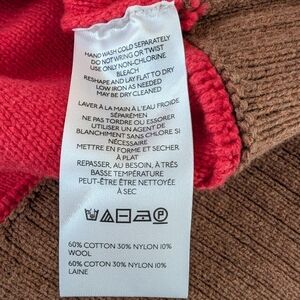 HAND WASH COLD SEPARATELY
DO NOT WRING OR TWIST
USE ONLY NON-CHLORINE
BLEACH
RESHAPE AND LAY FLAT TO DRY
LOW IRON AS NEEDED
MAY BE DRY CLEANED
LAVER À LA MAIN À L'EAU FROIDE
SÉPARÉMEN
NE PAS TORDRE OU ESSORER
UTILISER UN AGENT DE
BLANCHIMENT SANS CHLORE SI
NÉCESSAIRE
METTRE EN FORME ET SÉCHER
À PLAT
REPASSER, AU BESOIN, À TRÈS
BASSE TEMPÉRATURE
PEUT-ÊTRE ÊTRE NETTOYÉE
À SEC
P
60% COTTON 30% NYLON 10%
WOOL
60% COTON 30% NYLON 10%
LAINE